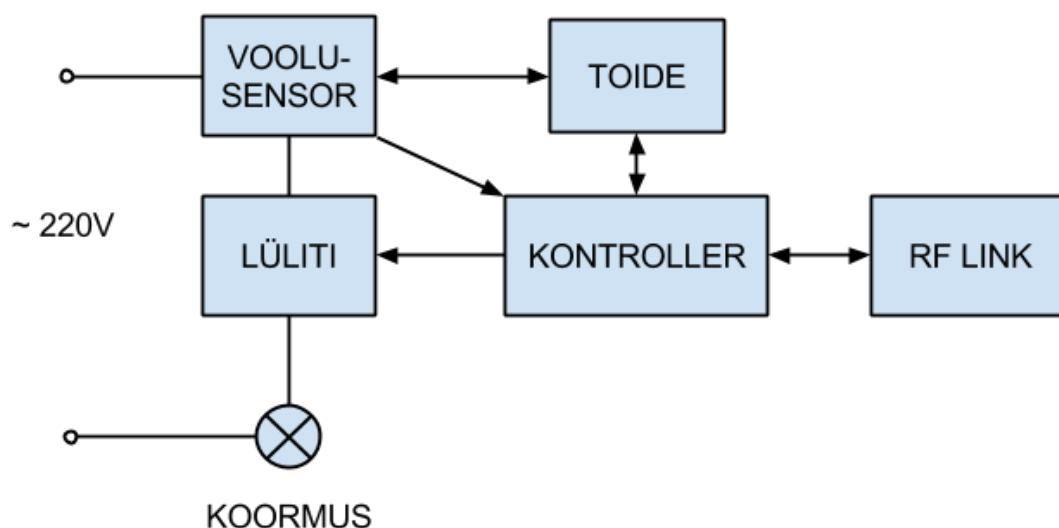 VOOLU-
SENSOR
TOIDE
~ 220V
LÜLITI
KONTROLLER
RF LINK
KOORMUS